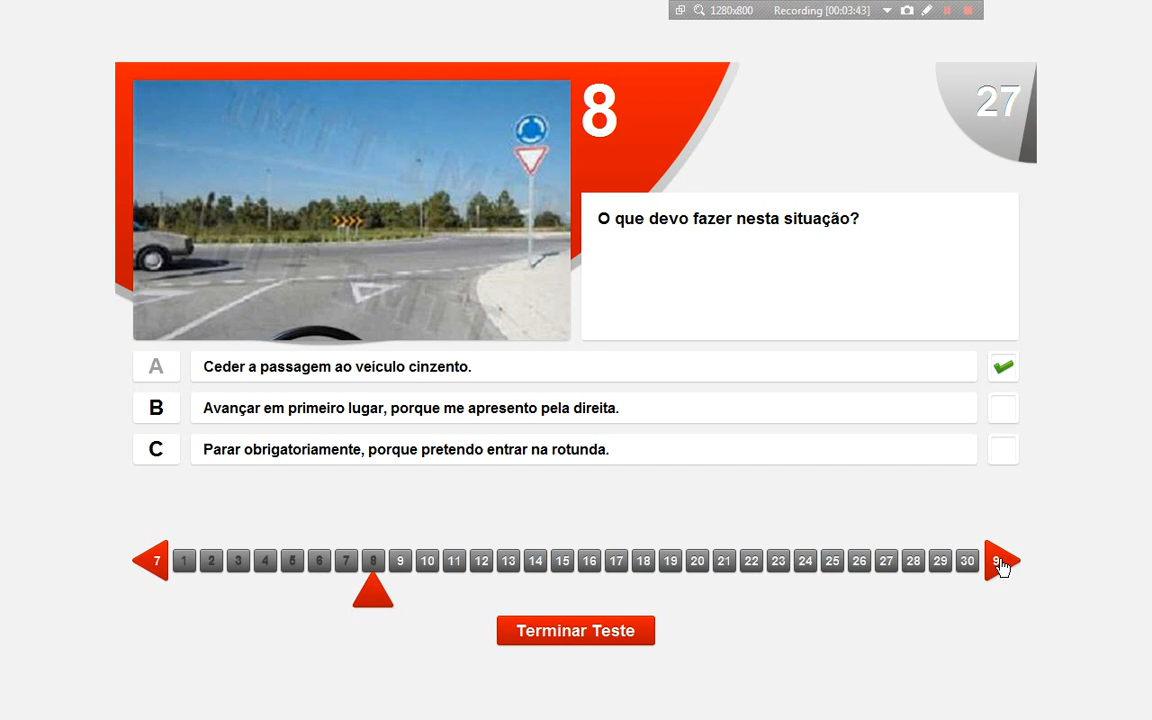 1280x800 Recording [00:03:43]
8
27
IMTT IMTT
O que devo fazer nesta situação?
A Ceder a passagem ao veículo cinzento.
B Avançar em primeiro lugar, porque me apresento pela direita.
C Parar obrigatoriamente, porque pretendo entrar na rotunda.
7 1 2 3 4 5 6 7 8 9 10 11 12 13 14 15 16 17 18 19 20 21 22 23 24 25 26 27 28 29 30 9
Terminar Teste